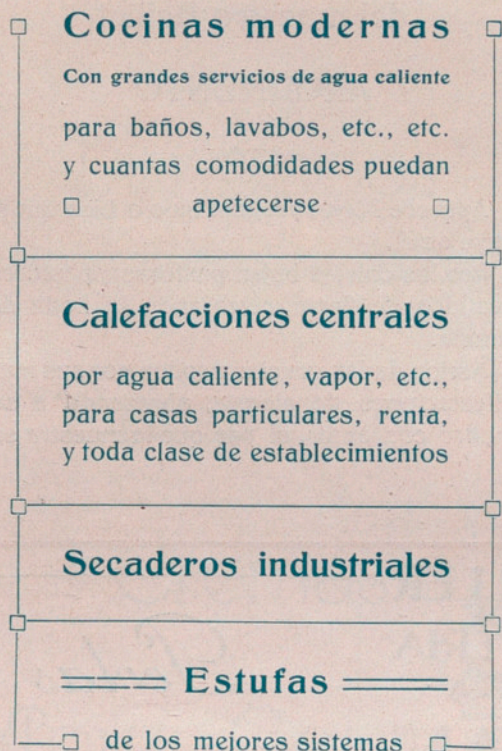 Cocinas modernas
Con grandes servicios de agua caliente
para baños, lavabos, etc., etc.
y cuantas comodidades puedan
apetecerse
Calefacciones centrales
por agua caliente, vapor, etc.,
para casas particulares, renta,
y toda clase de establecimientos
Secaderos industriales
Estufas
de los mejores sistemas